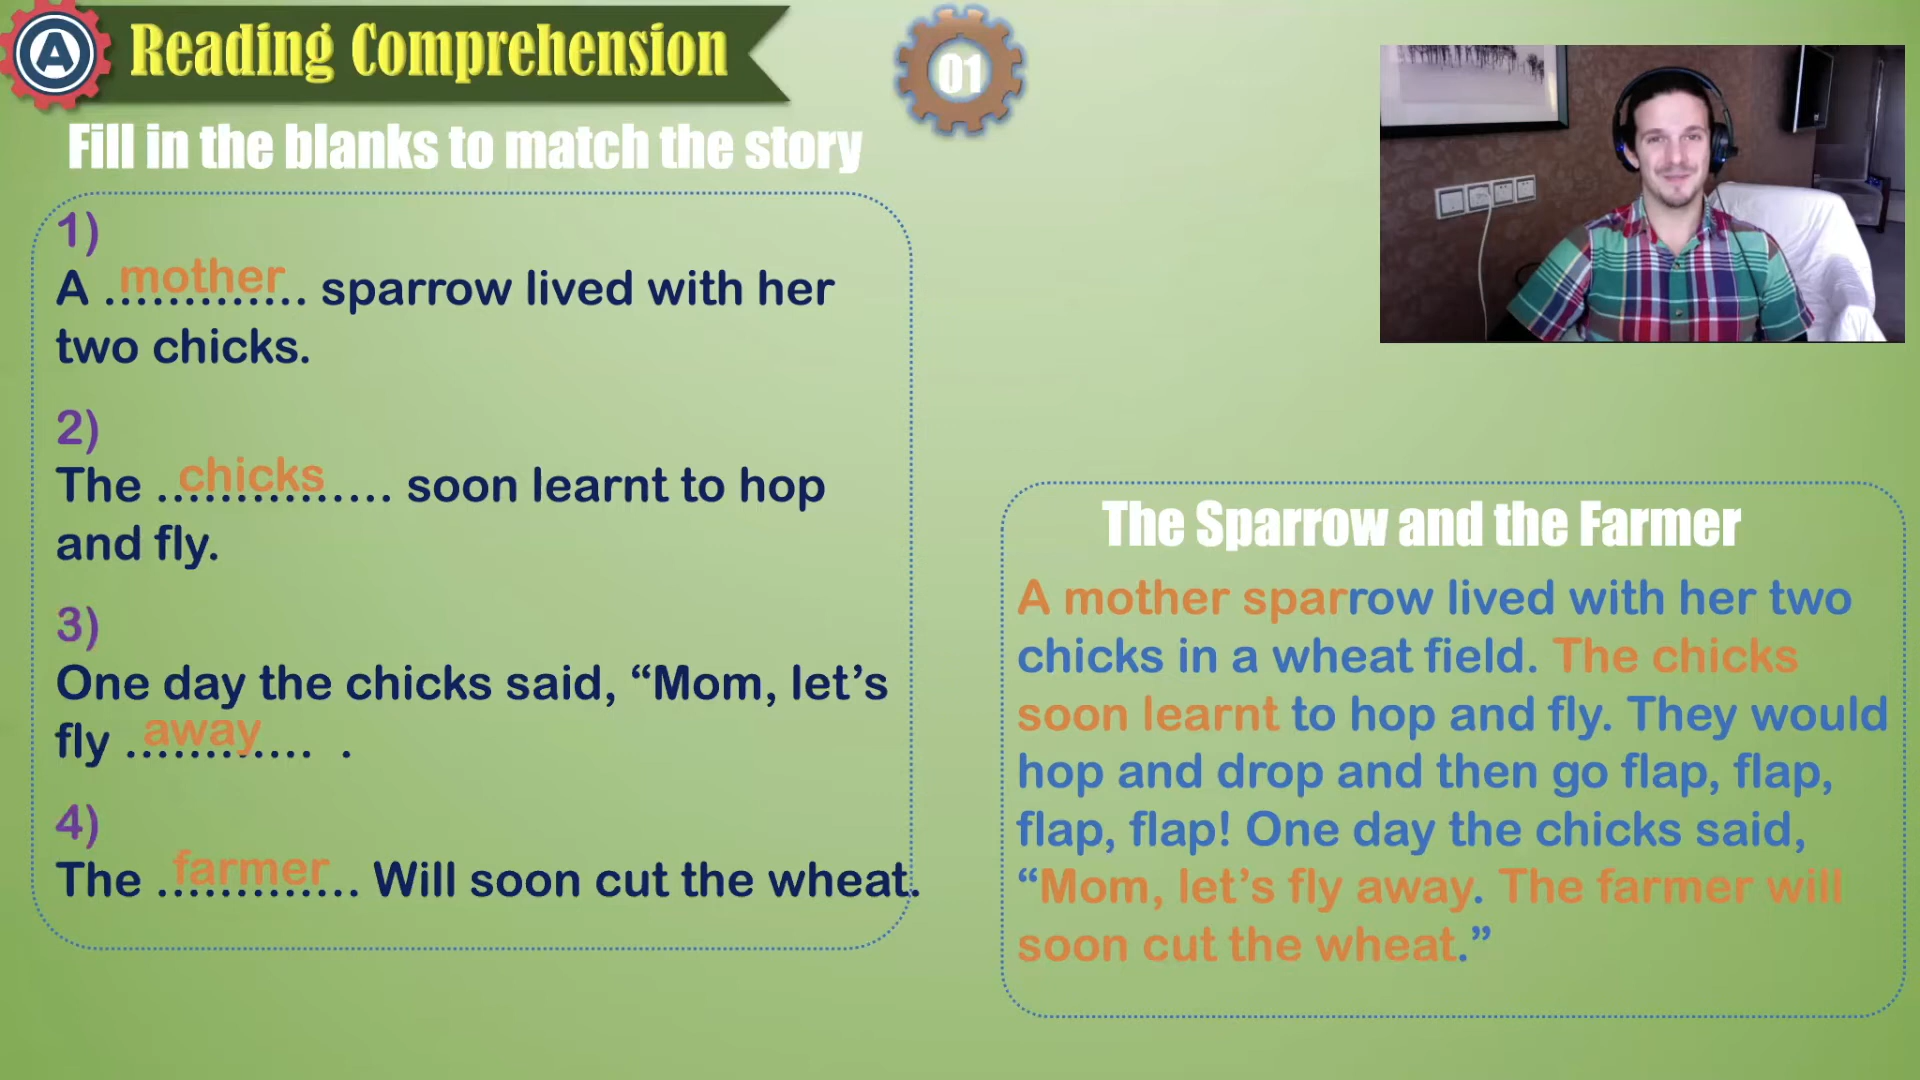 A
Reading Comprehension
01
Fill in the blanks to match the story
1)
A ............. sparrow lived with her
mother
two chicks.
2)
The ............... soon learnt to hop
chicks
and fly.
3)
One day the chicks said, “Mom, let’s
fly ............ .
away
4)
The ............. Will soon cut the wheat.
farmer
The Sparrow and the Farmer
A mother sparrow lived with her two
chicks in a wheat field. The chicks
soon learnt to hop and fly. They would
hop and drop and then go flap, flap,
flap, flap! One day the chicks said,
“Mom, let’s fly away. The farmer will
soon cut the wheat.”